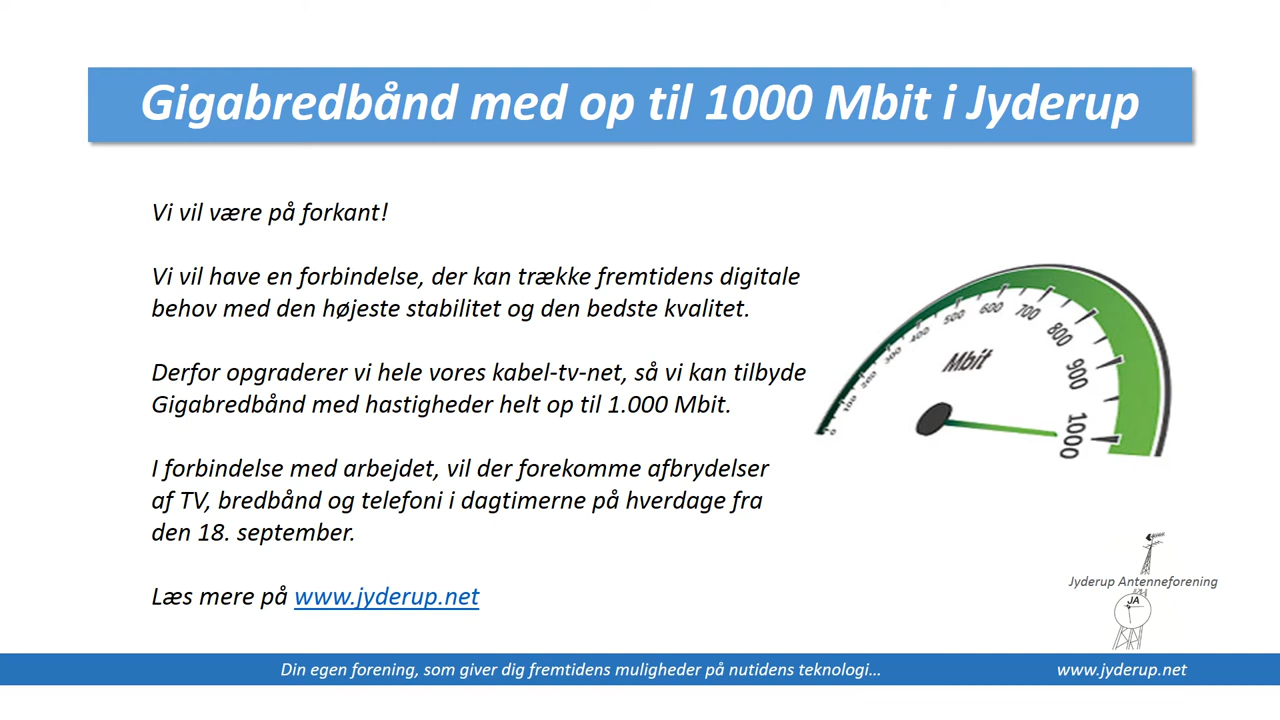 Gigabredbånd med op til 1000 Mbit i Jyderup
Vi vil være på forkant!
Vi vil have en forbindelse, der kan trække fremtidens digitale
behov med den højeste stabilitet og den bedste kvalitet.
Derfor opgraderer vi hele vores kabel-tv-net, så vi kan tilbyde
Gigabredbånd med hastigheder helt op til 1.000 Mbit.
I forbindelse med arbejdet, vil der forekomme afbrydelser
af TV, bredbånd og telefoni i dagtimerne på hverdage fra
den 18. september.
Læs mere på www.jyderup.net
0
100
200
300
400
500
600
700
800
900
1000
Mbit
Jyderup Antenneforening
JA
Din egen forening, som giver dig fremtidens muligheder på nutidens teknologi...
www.jyderup.net